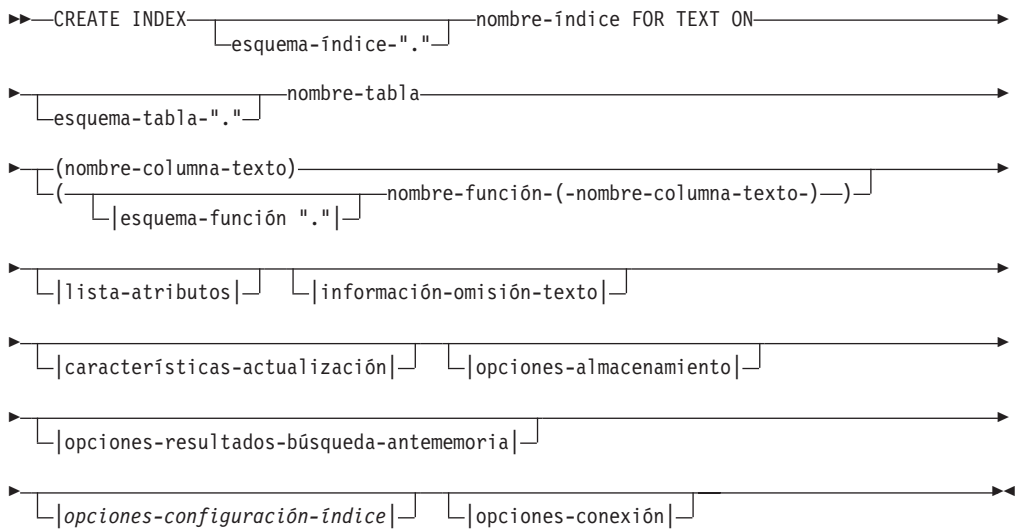 CREATE INDEX nombre-índice FOR TEXT ON
esquema-índice-"."
nombre-tabla
esquema-tabla-"."
(nombre-columna-texto)
( nombre-función-(-nombre-columna-texto-) )
|esquema-función "."|
|lista-atributos| |información-omisión-texto|
|características-actualización| |opciones-almacenamiento|
|opciones-resultados-búsqueda-antememoria|
|opciones-configuración-índice| |opciones-conexión|